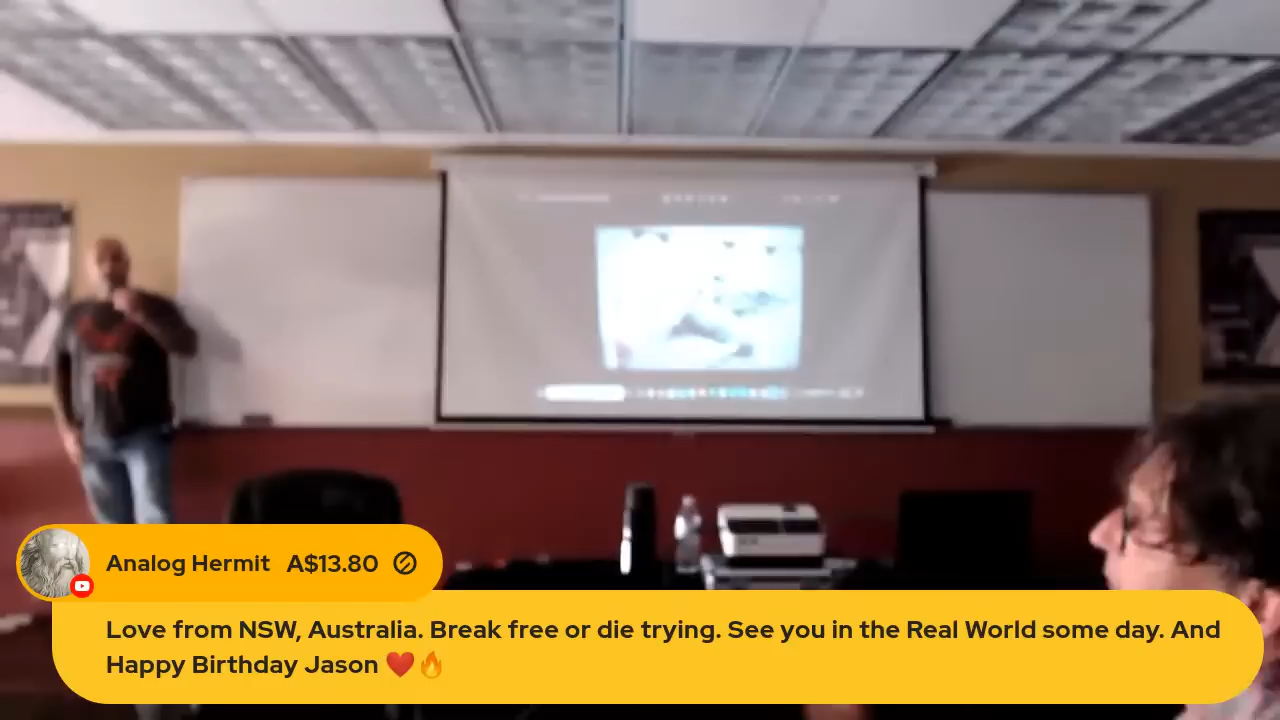 Analog Hermit A$13.80
Love from NSW, Australia. Break free or die trying. See you in the Real World some day. And
Happy Birthday Jason ❤️🔥